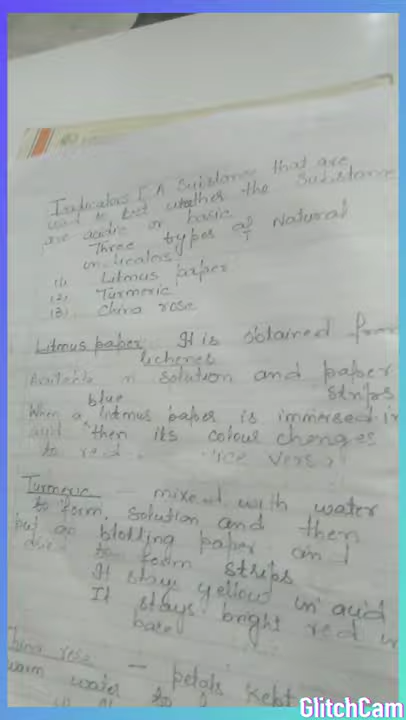 Indicators [ A Substance that are
used to test whether the Substance
are acidic or basic
Three types of Natural
indicators
(1) Litmus paper
(2) Turmeric
(3) China rose
Litmus paper It is obtained from
lichenes
Available in solution and paper
strips
When a blue litmus paper is immersed in
acid then its colour changes
to red.
Turmeric - mixed with water
to form solution and then
put on blotting paper and
to form strips
It stay yellow in acid
It stays bright red in
base
China rose - petals kept
warm water to
GlitchCam